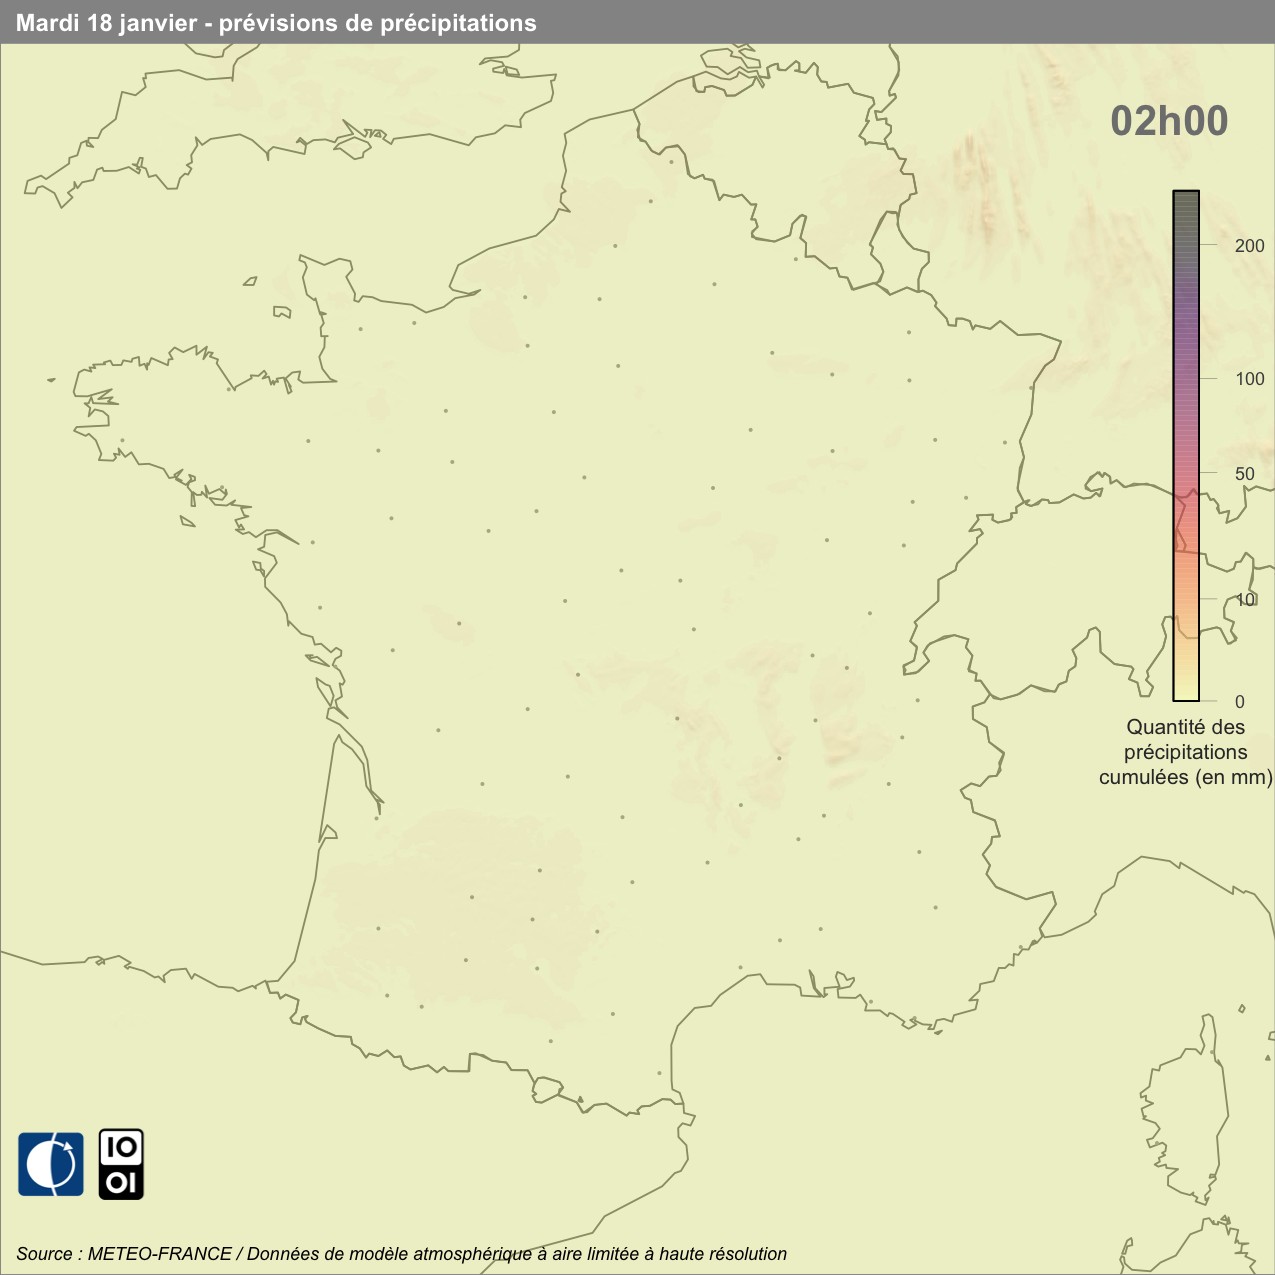 Mardi 18 janvier - prévisions de précipitations
02h00
200
100
50
10
0
Quantité des
précipitations
cumulées (en mm)
IO
OI
Source : METEO-FRANCE / Données de modèle atmosphérique à aire limitée à haute résolution